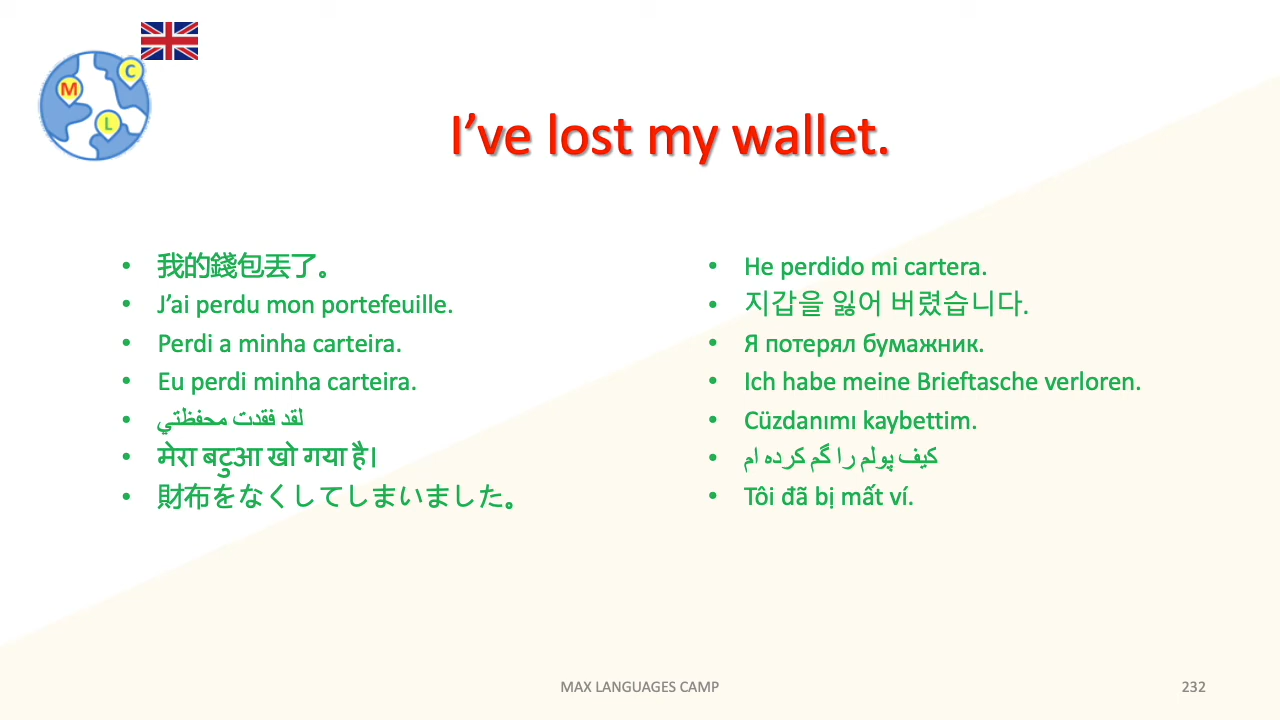 M
C
L
I’ve lost my wallet.
• 我的錢包丟了。
• J’ai perdu mon portefeuille.
• Perdi a minha carteira.
• Eu perdi minha carteira.
• لقد فقدت محفظتي
• मेरा बटुआ खो गया है।
• 財布をなくしてしまいました。
• He perdido mi cartera.
• 지갑을 잃어 버렸습니다.
• Я потерял бумажник.
• Ich habe meine Brieftasche verloren.
• Cüzdanımı kaybettim.
• کیف پولم را گم کرده ام
• Tôi đã bị mất ví.
MAX LANGUAGES CAMP
232